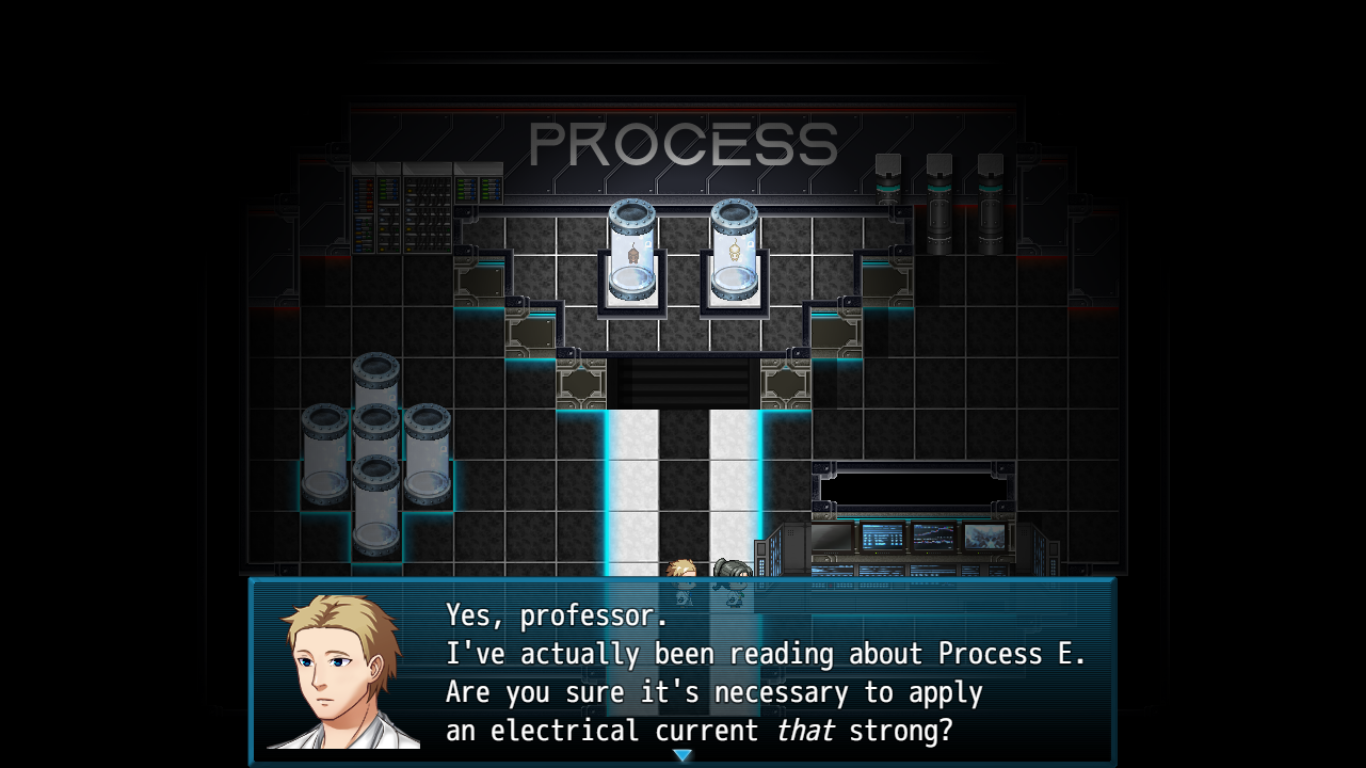 PROCESS
Yes, professor.
I've actually been reading about Process E.
Are you sure it's necessary to apply
an electrical current that strong?